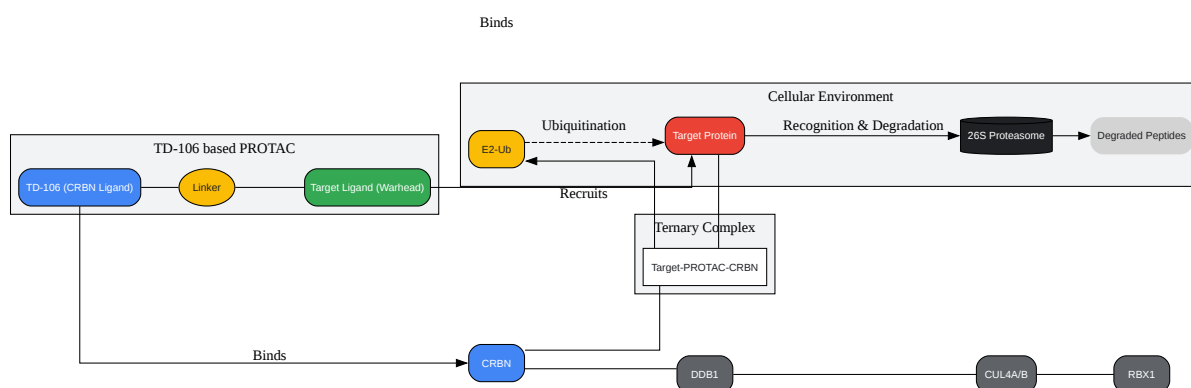 Binds
Cellular Environment
E2-Ub
Ubiquitination
Target Protein
Recognition & Degradation
26S Proteasome
Degraded Peptides
TD-106 based PROTAC
TD-106 (CRBN Ligand)
Linker
Target Ligand (Warhead)
Recruits
Ternary Complex
Target-PROTAC-CRBN
Binds
CRBN
DDB1
CUL4A/B
RBX1